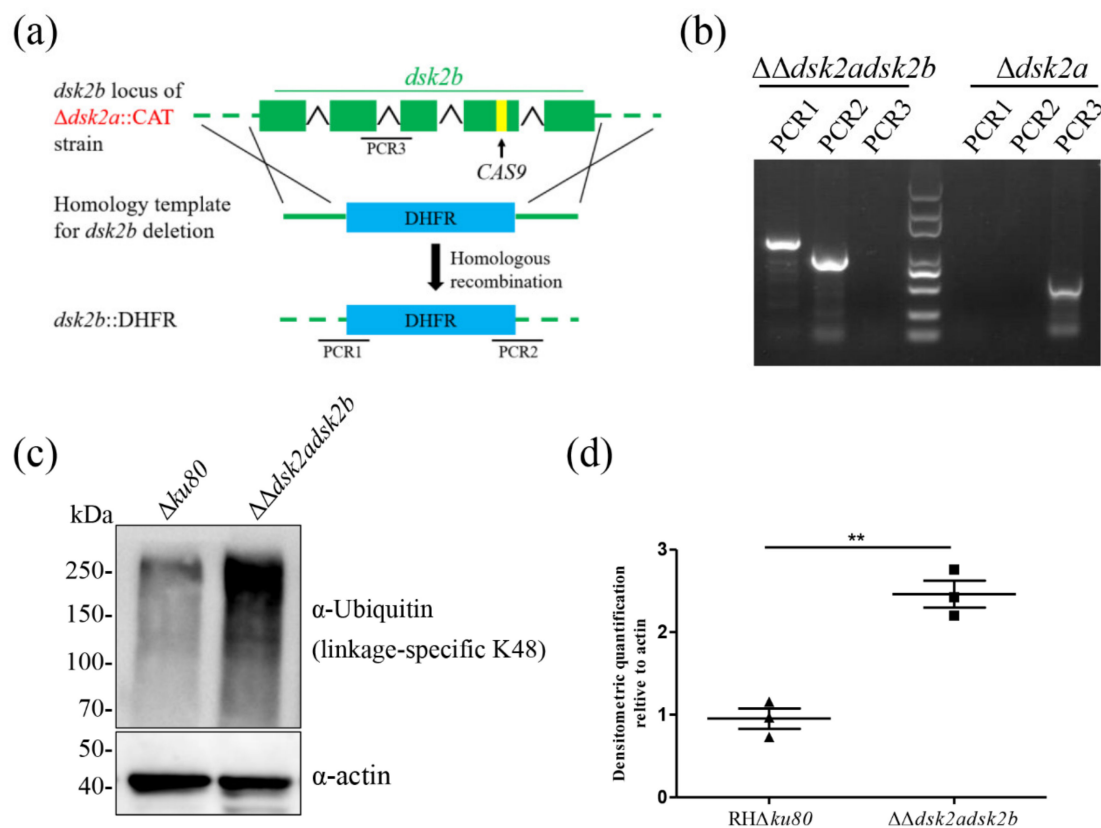 (a)
dsk2b
dsk2b locus of
Δdsk2a::CAT
strain
PCR3
CAS9
Homology template
for dsk2b deletion
DHFR
Homologous
recombination
dsk2b::DHFR
DHFR
PCR1
PCR2
(b)
ΔΔdsk2adsk2b
Δdsk2a
PCR1
PCR2
PCR3
PCR1
PCR2
PCR3
(c)
Δku80
ΔΔdsk2adsk2b
kDa
250-
150-
100-
70-
α-Ubiquitin
(linkage-specific K48)
50-
40-
α-actin
(d)
**
3
2
1
0
Densitometric quantification
reltive to actin
RHΔku80
ΔΔdsk2adsk2b